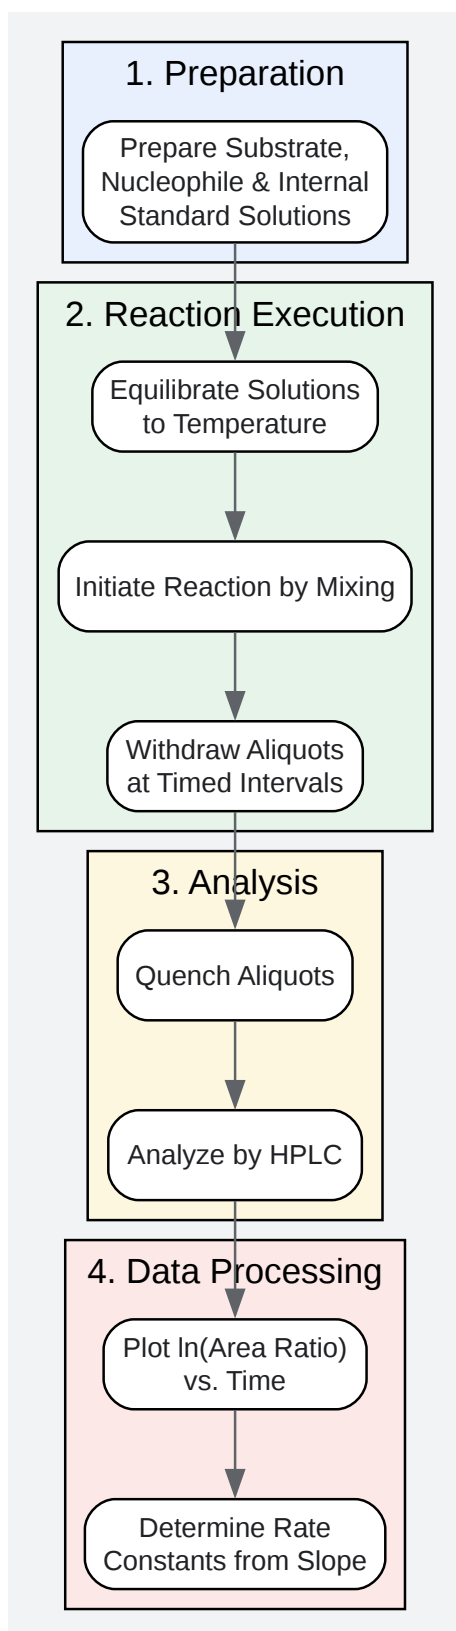 1. Preparation
Prepare Substrate,
Nucleophile & Internal
Standard Solutions
2. Reaction Execution
Equilibrate Solutions
to Temperature
Initiate Reaction by Mixing
Withdraw Aliquots
at Timed Intervals
3. Analysis
Quench Aliquots
Analyze by HPLC
4. Data Processing
Plot ln(Area Ratio)
vs. Time
Determine Rate
Constants from Slope